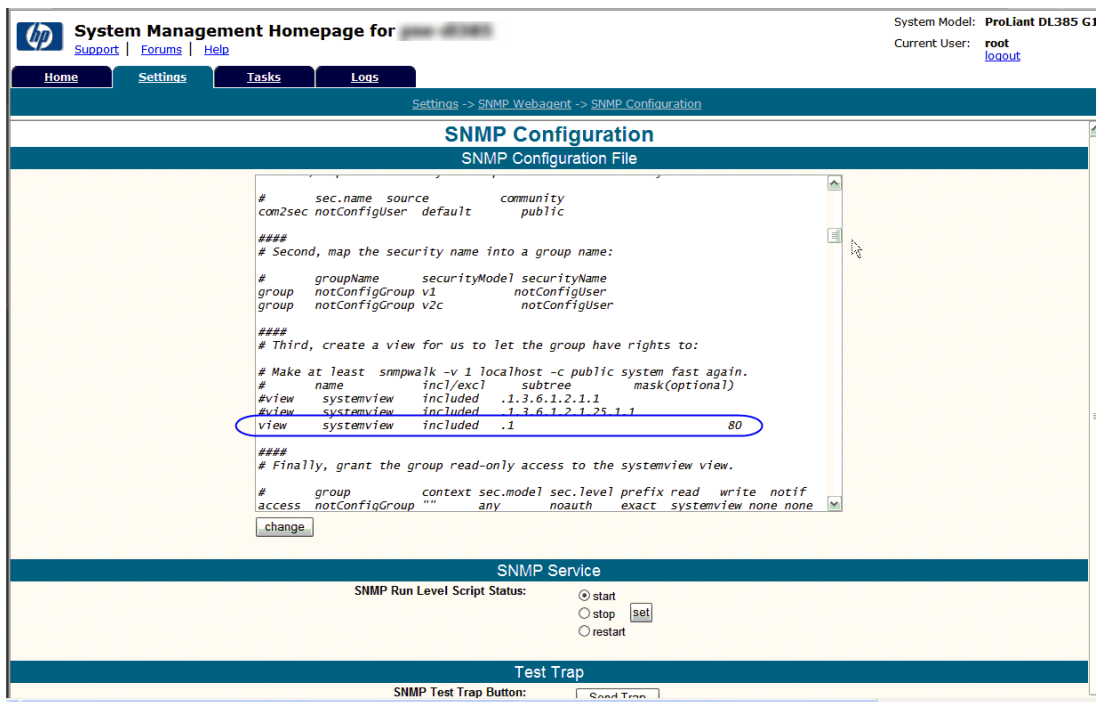 hp
System Management Homepage for
Support | Forums | Help
System Model: ProLiant DL385 G1
Current User: root
logout
Home Settings Tasks Logs
Settings -> SNMP Webagent -> SNMP Configuration
SNMP Configuration
SNMP Configuration File
# sec.name source community
com2sec notConfigUser default public
####
# Second, map the security name into a group name:
# groupName securityModel securityName
group notConfigGroup v1 notConfigUser
group notConfigGroup v2c notConfigUser
####
# Third, create a view for us to let the group have rights to:
# Make at least snmpwalk -v 1 localhost -c public system fast again.
# name incl/excl subtree mask(optional)
#view systemview included .1.3.6.1.2.1.1
#view systemview included .1.3.6.1.2.1.25.1.1
view systemview included .1 80
####
# Finally, grant the group read-only access to the systemview view.
# group context sec.model sec.level prefix read write notif
access notConfigGroup "" any noauth exact systemview none none
change
SNMP Service
SNMP Run Level Script Status:
start
stop set
restart
Test Trap
SNMP Test Trap Button: Send Trap